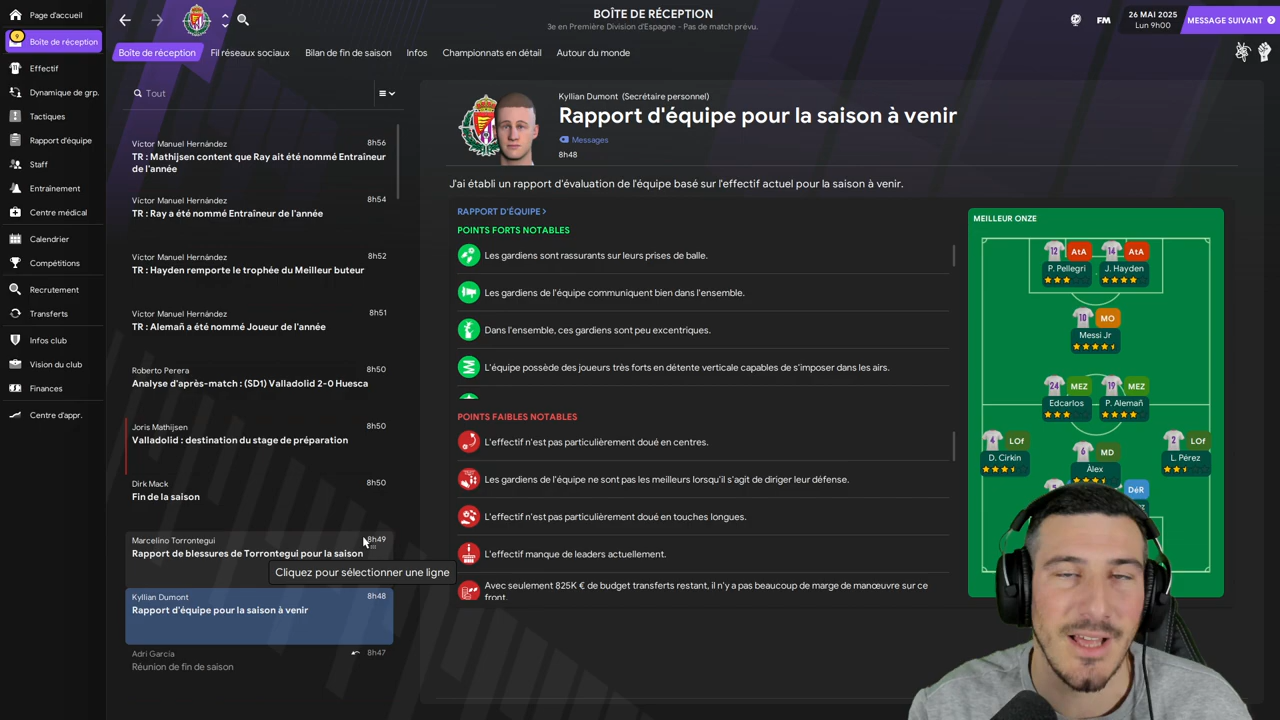 Page d'accueil
9
Boîte de réception
Effectif
Dynamique de grp.
Tactiques
Rapport d'équipe
Staff
Entraînement
Centre médical
Calendrier
Compétitions
Recrutement
Transferts
Infos club
Vision du club
Finances
Centre d'appr.
BOÎTE DE RÉCEPTION
3e en Première Division d'Espagne - Pas de match prévu.
FM
26 MAI 2025
Lun 9h00
MESSAGE SUIVANT
Boîte de réception
Fil réseaux sociaux
Bilan de fin de saison
Infos
Championnats en détail
Autour du monde
Tout
Víctor Manuel Hernández 8h56
TR : Mathijsen content que Ray ait été nommé Entraîneur
de l'année
Víctor Manuel Hernández 8h54
TR : Ray a été nommé Entraîneur de l'année
Víctor Manuel Hernández 8h52
TR : Hayden remporte le trophée du Meilleur buteur
Víctor Manuel Hernández 8h51
TR : Alemañ a été nommé Joueur de l'année
Roberto Perera 8h50
Analyse d'après-match : (SD1) Valladolid 2-0 Huesca
Joris Mathijsen 8h50
Valladolid : destination du stage de préparation
Dirk Mack 8h50
Fin de la saison
Marcelino Torrontegui 8h49
Rapport de blessures de Torrontegui pour la saison
Cliquez pour sélectionner une ligne
Kyllian Dumont 8h48
Rapport d'équipe pour la saison à venir
Adri García 8h47
Réunion de fin de saison
Kyllian Dumont (Secrétaire personnel)
Rapport d'équipe pour la saison à venir
Messages
8h48
J'ai établi un rapport d'évaluation de l'équipe basé sur l'effectif actuel pour la saison à venir.
RAPPORT D'ÉQUIPE >
POINTS FORTS NOTABLES
Les gardiens sont rassurants sur leurs prises de balle.
Les gardiens de l'équipe communiquent bien dans l'ensemble.
Dans l'ensemble, ces gardiens sont peu excentriques.
L'équipe possède des joueurs très forts en détente verticale capables de s'imposer dans les airs.
POINTS FAIBLES NOTABLES
L'effectif n'est pas particulièrement doué en centres.
Les gardiens de l'équipe ne sont pas les meilleurs lorsqu'il s'agit de diriger leur défense.
L'effectif n'est pas particulièrement doué en touches longues.
L'effectif manque de leaders actuellement.
Avec seulement 825K € de budget transferts restant, il n'y a pas beaucoup de marge de manœuvre sur ce
front.
MEILLEUR ONZE
12 AtA 14 AtA
P. Pellegri J. Hayden
10 MO
Messi Jr
24 MEZ 19 MEZ
Edcarlos P. Alemañ
4 LOf 6 MD 2 LOf
D. Cirkin Àlex L. Pérez
5 DéR